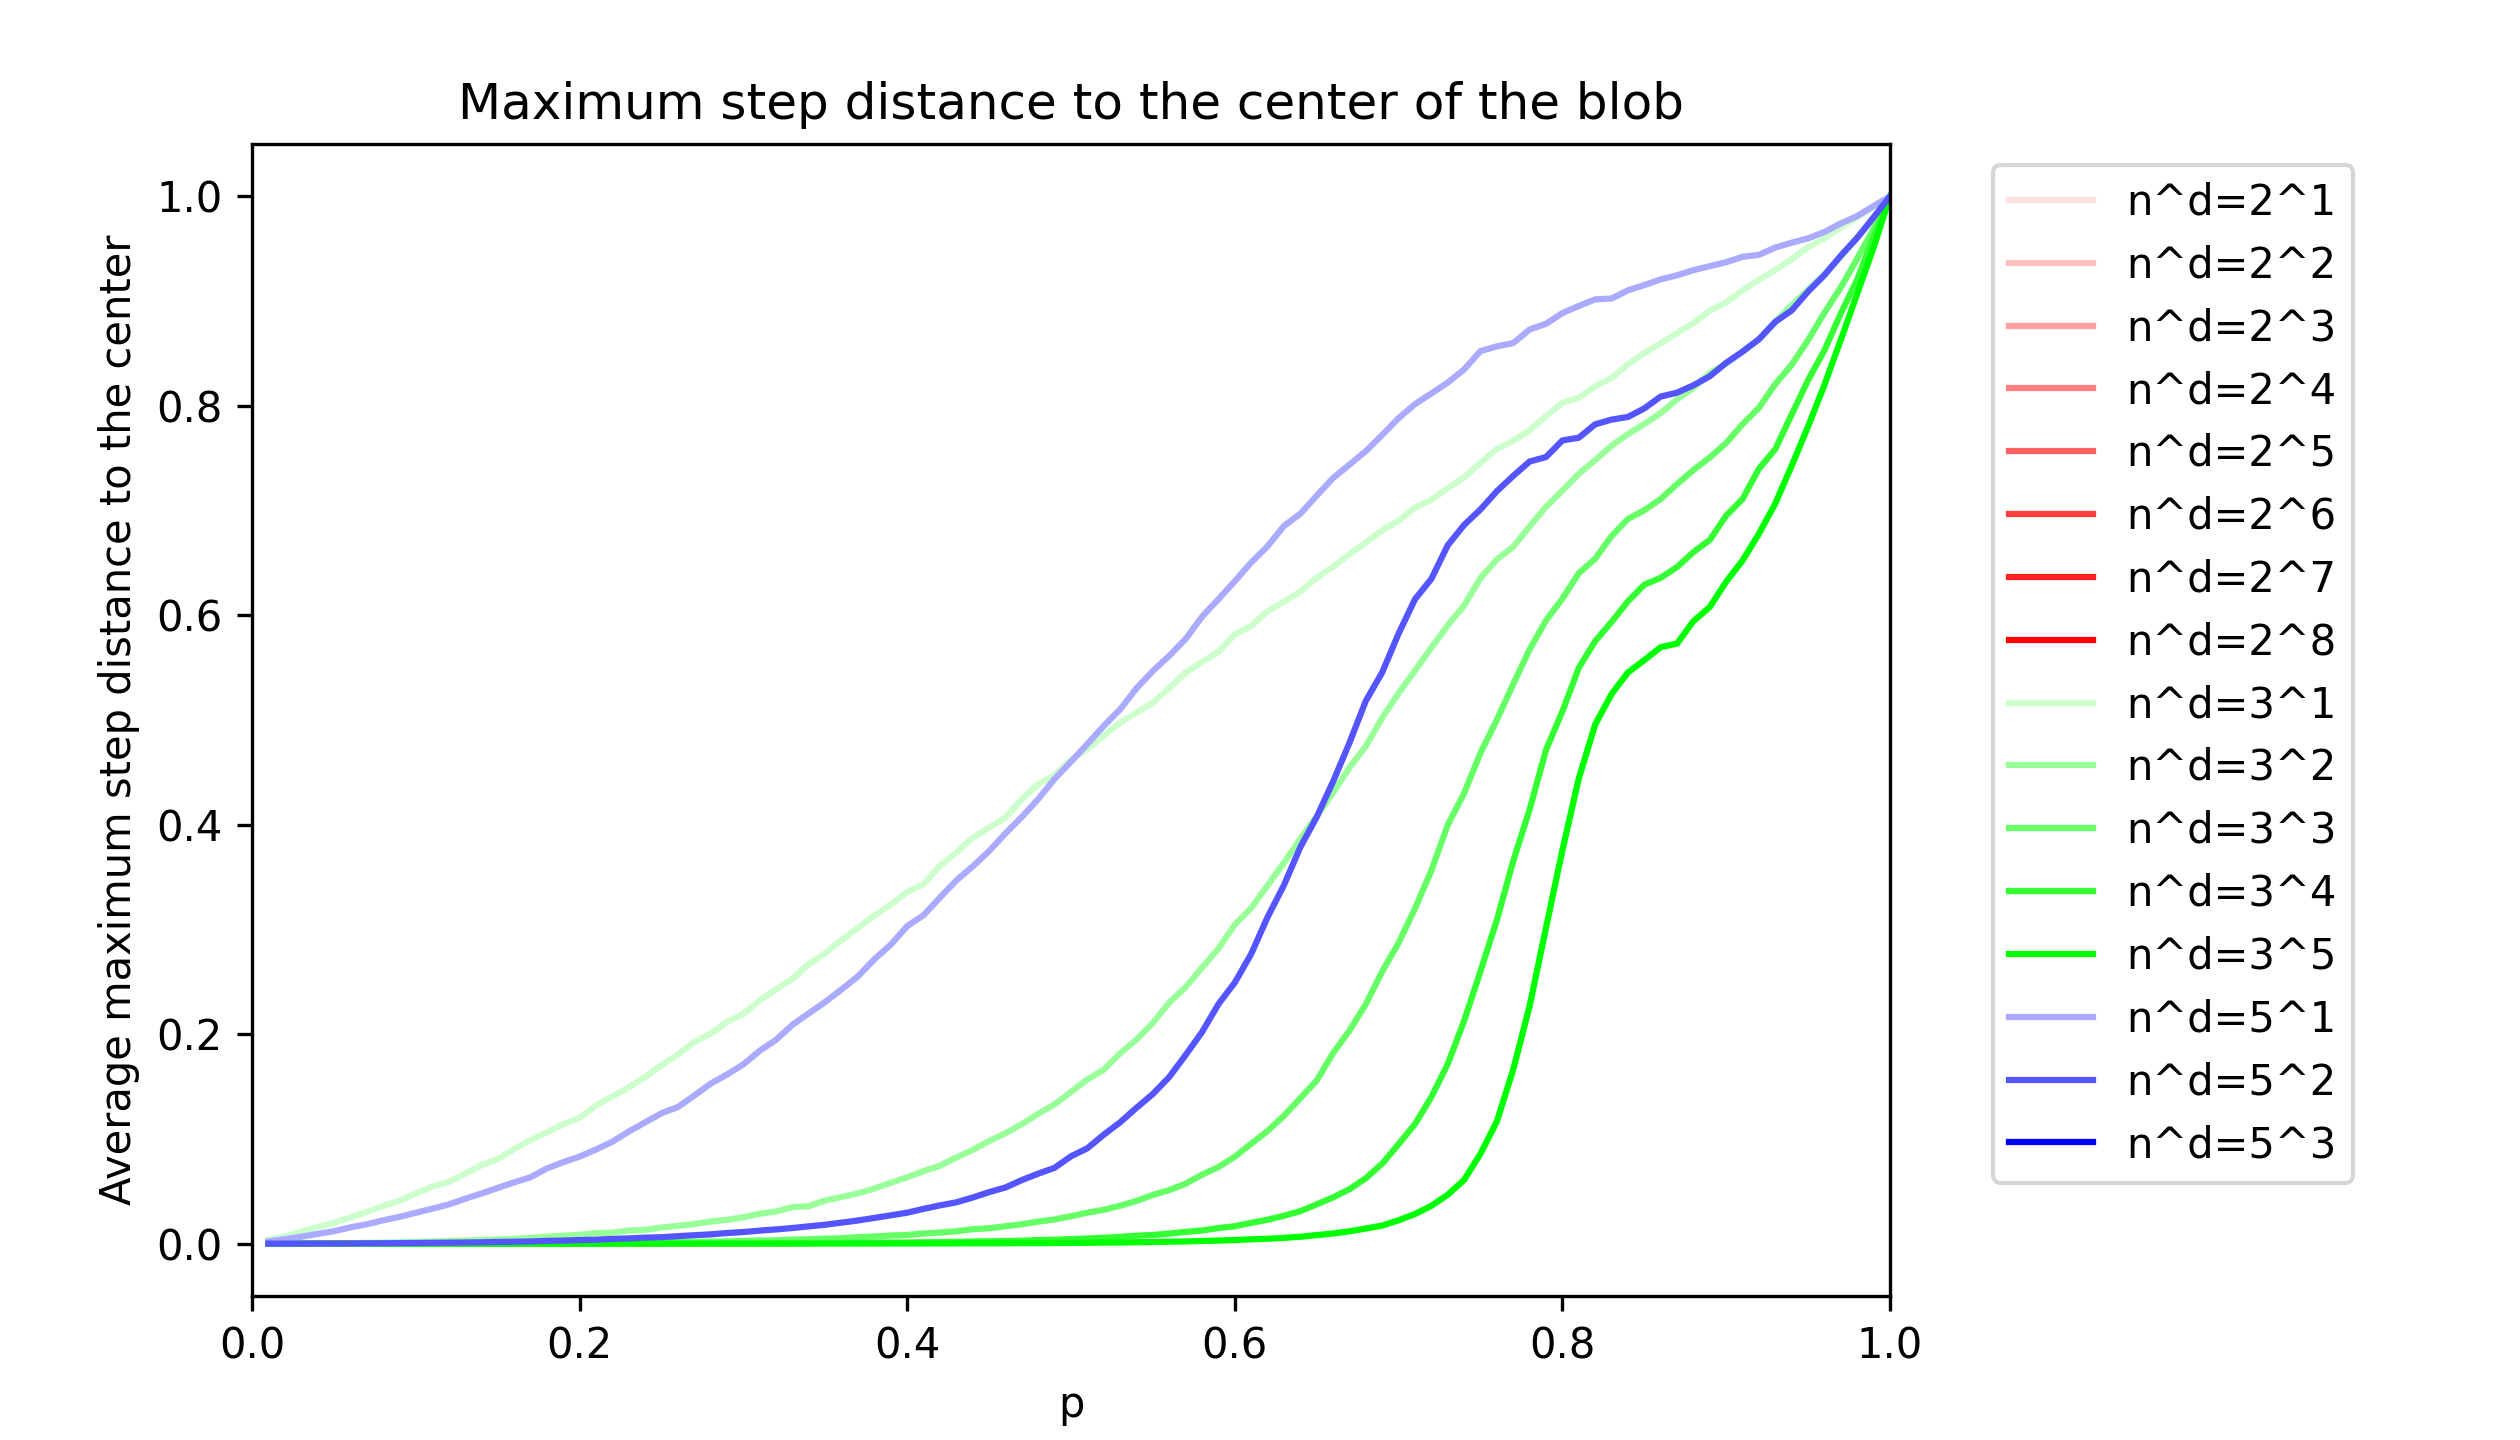 Maximum step distance to the center of the blob
Average maximum step distance to the center
1.0
0.8
0.6
0.4
0.2
0.0
0.0 0.2 0.4 0.6 0.8 1.0
p
n^d=2^1
n^d=2^2
n^d=2^3
n^d=2^4
n^d=2^5
n^d=2^6
n^d=2^7
n^d=2^8
n^d=3^1
n^d=3^2
n^d=3^3
n^d=3^4
n^d=3^5
n^d=5^1
n^d=5^2
n^d=5^3